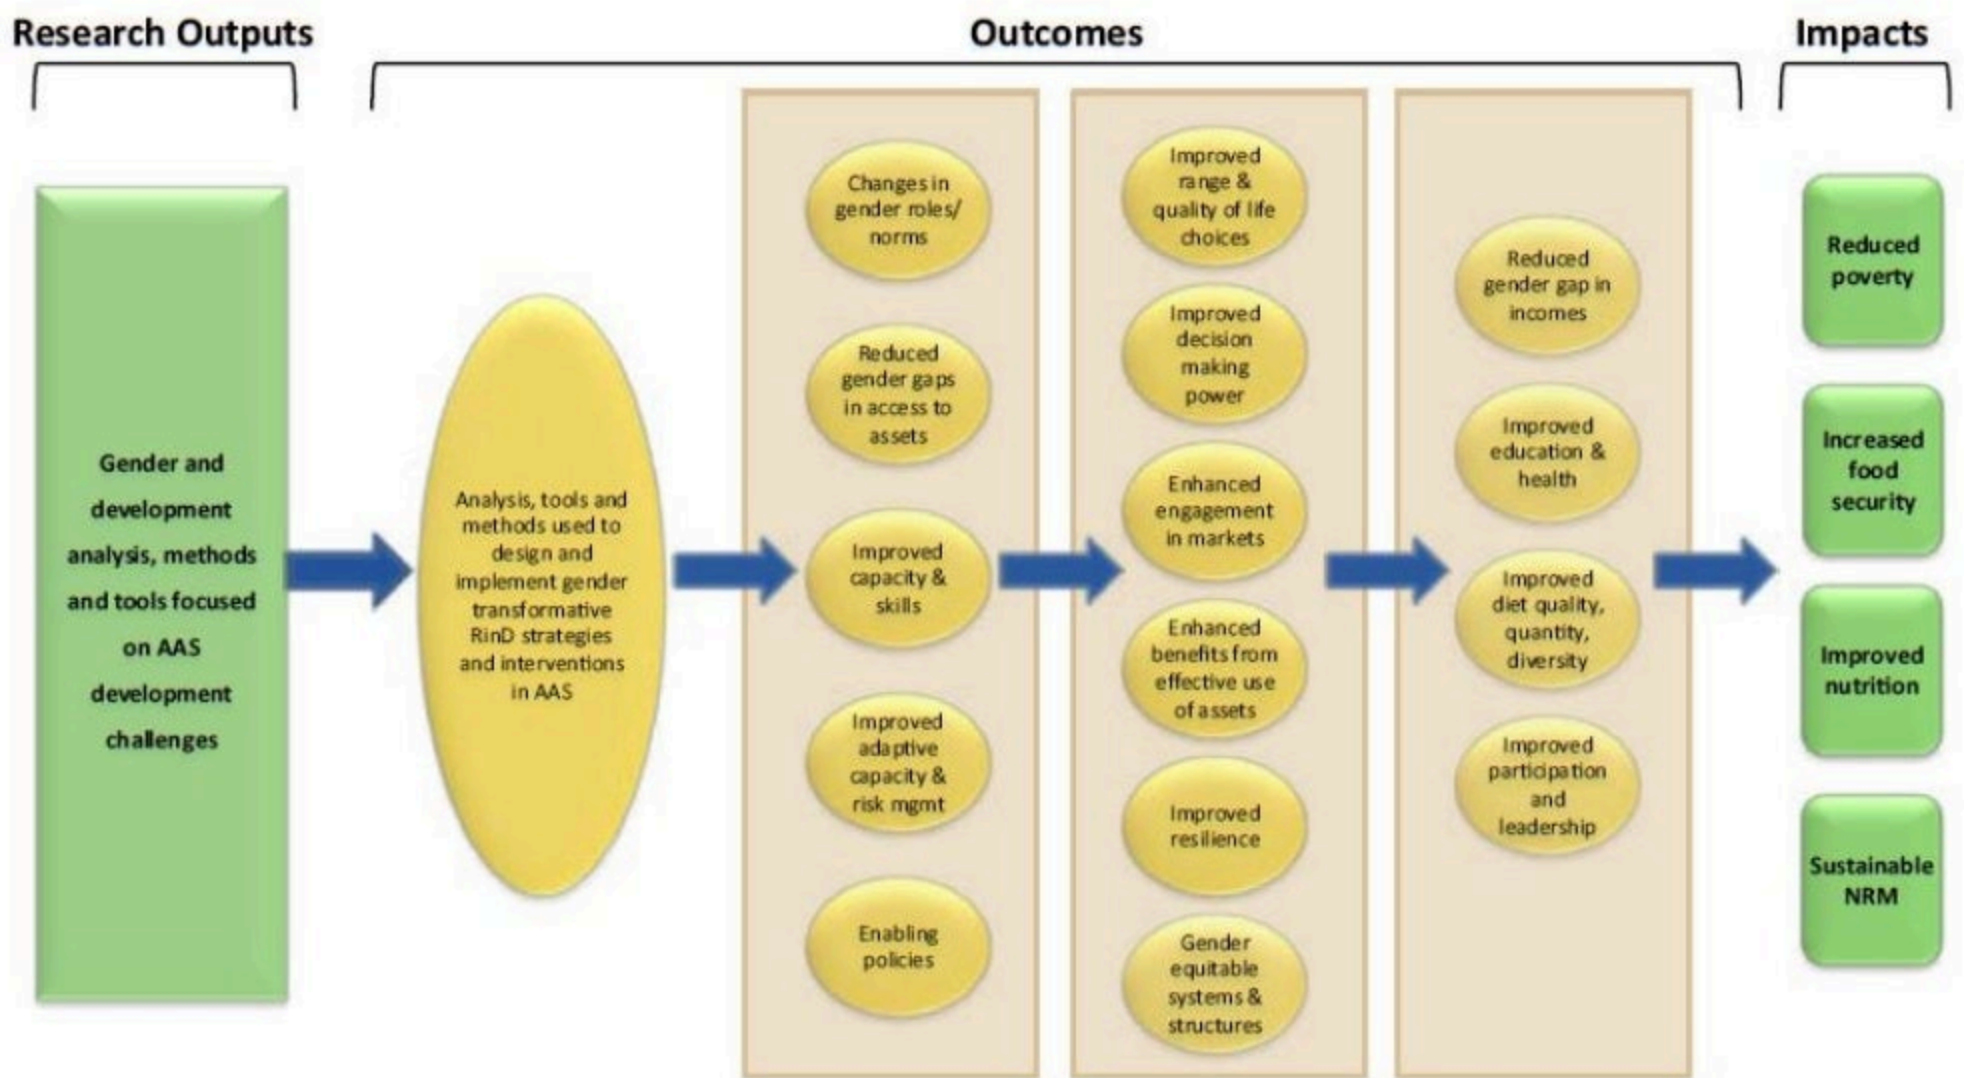 Research Outputs
Outcomes
Impacts
Gender and
development
analysis, methods
and tools focused
on AAS
development
challenges
Analysis, tools and
methods used to
design and
implement gender
transformative
RinD strategies
and interventions
in AAS
Changes in
gender roles/
norms
Reduced
gender gaps
in access to
assets
Improved
capacity &
skills
Improved
adaptive
capacity &
risk mgmt
Enabling
policies
Improved
range &
quality of life
choices
Improved
decision
making
power
Enhanced
engagement
in markets
Enhanced
benefits from
effective use
of assets
Improved
resilience
Gender
equitable
systems &
structures
Reduced
gender gap in
incomes
Improved
education &
health
Improved
diet quality,
quantity,
diversity
Improved
participation
and
leadership
Reduced
poverty
Increased
food
security
Improved
nutrition
Sustainable
NRM